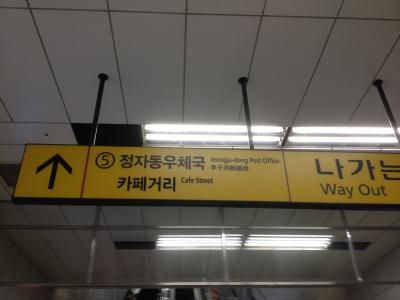 ⑤ 정자동우체국 Jeongja-dong Post Office
亭子洞郵遞局
카페거리 Cafe Street
나가는
Way Out